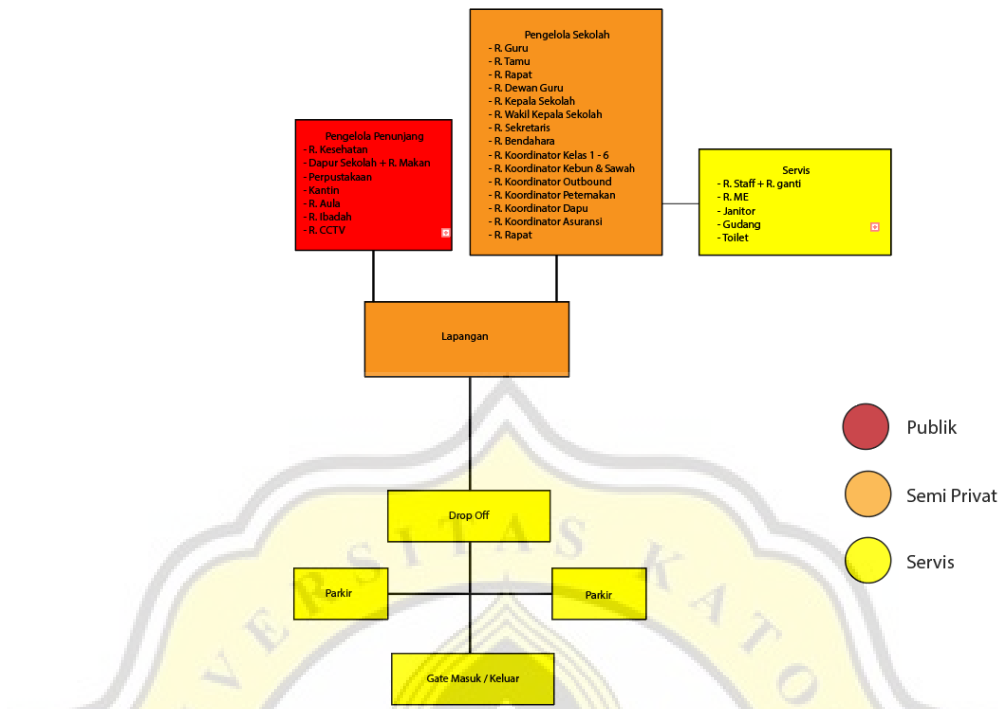 Pengelola Sekolah
- R. Guru
- R. Tamu
- R. Rapat
- R. Dewan Guru
- R. Kepala Sekolah
- R. Wakil Kepala Sekolah
- R. Sekretaris
- R. Bendahara
- R. Koordinator Kelas 1 - 6
- R. Koordinator Kebun & Sawah
- R. Koordinator Outbound
- R. Koordinator Peternakan
- R. Koordinator Dapu
- R. Koordinator Asuransi
- R. Rapat
Pengelola Penunjang
- R. Kesehatan
- Dapur Sekolah + R. Makan
- Perpustakaan
- Kantin
- R. Aula
- R. Ibadah
- R. CCTV
Servis
- R. Staff + R. ganti
- R. ME
- Janitor
- Gudang
- Toilet
Lapangan
Publik
Semi Privat
Servis
Drop Off
Parkir
Parkir
Gate Masuk / Keluar
VERSITAS KATO